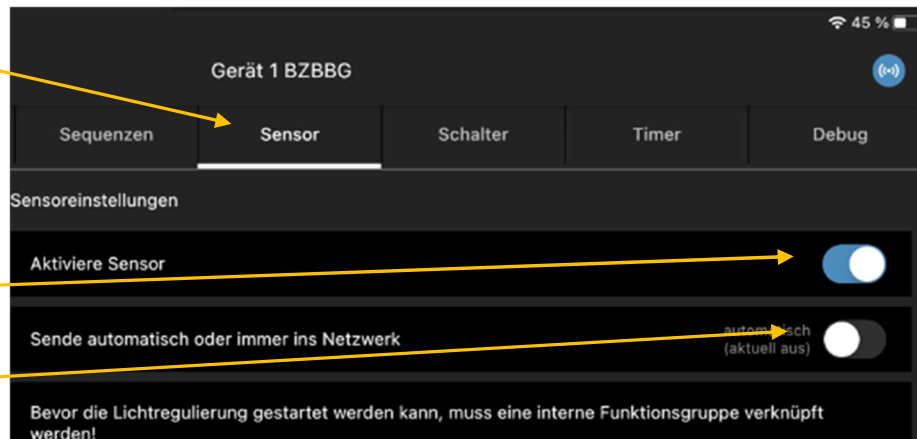 45 %
Gerät 1 BZBBG
Sequenzen Sensor Schalter Timer Debug
Sensoreinstellungen
Aktiviere Sensor
Sende automatisch oder immer ins Netzwerk automatisch
(aktuell aus)
Bevor die Lichtregulierung gestartet werden kann, muss eine interne Funktionsgruppe verknüpft
werden!